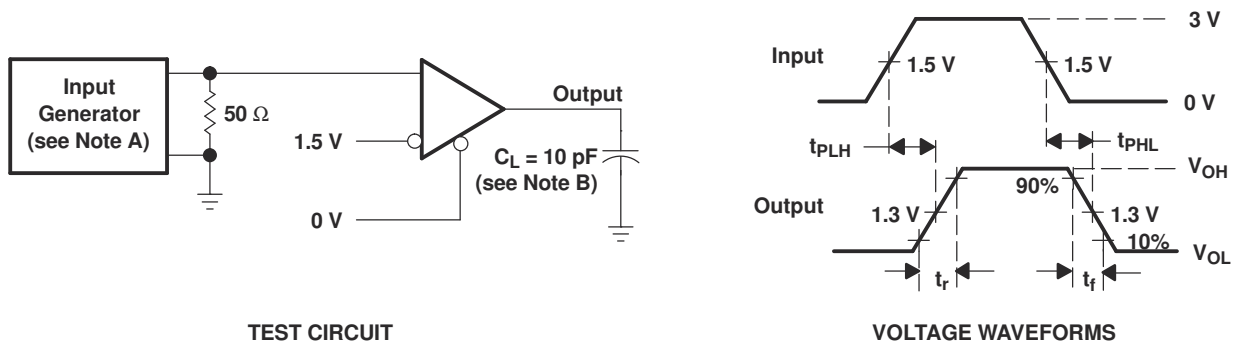 Input
Generator
(see Note A)
50 Ω
1.5 V
0 V
Output
C_L = 10 pF
(see Note B)
TEST CIRCUIT
3 V
Input
1.5 V
1.5 V
0 V
t_PLH
t_PHL
V_OH
90%
Output
1.3 V
1.3 V
10%
V_OL
t_r
t_f
VOLTAGE WAVEFORMS